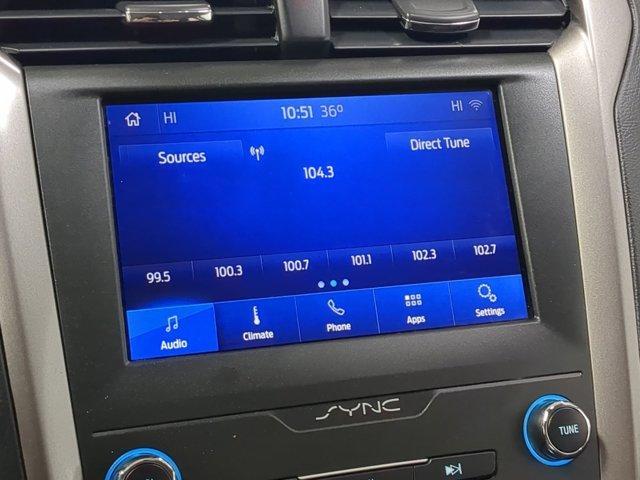 HI 10:51 36° HI
Sources Direct Tune
104.3
99.5 100.3 100.7 101.1 102.3 102.7
Audio Climate Phone Apps Settings
SYNC
TUNE